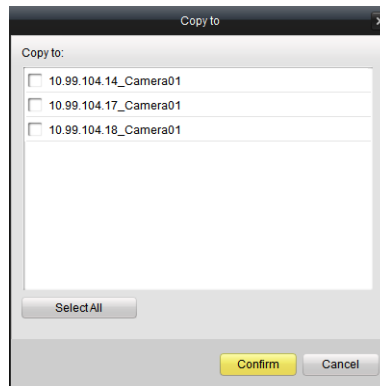 Copy to
Copy to:
10.99.104.14_Camera01
10.99.104.17_Camera01
10.99.104.18_Camera01
Select All
Confirm Cancel